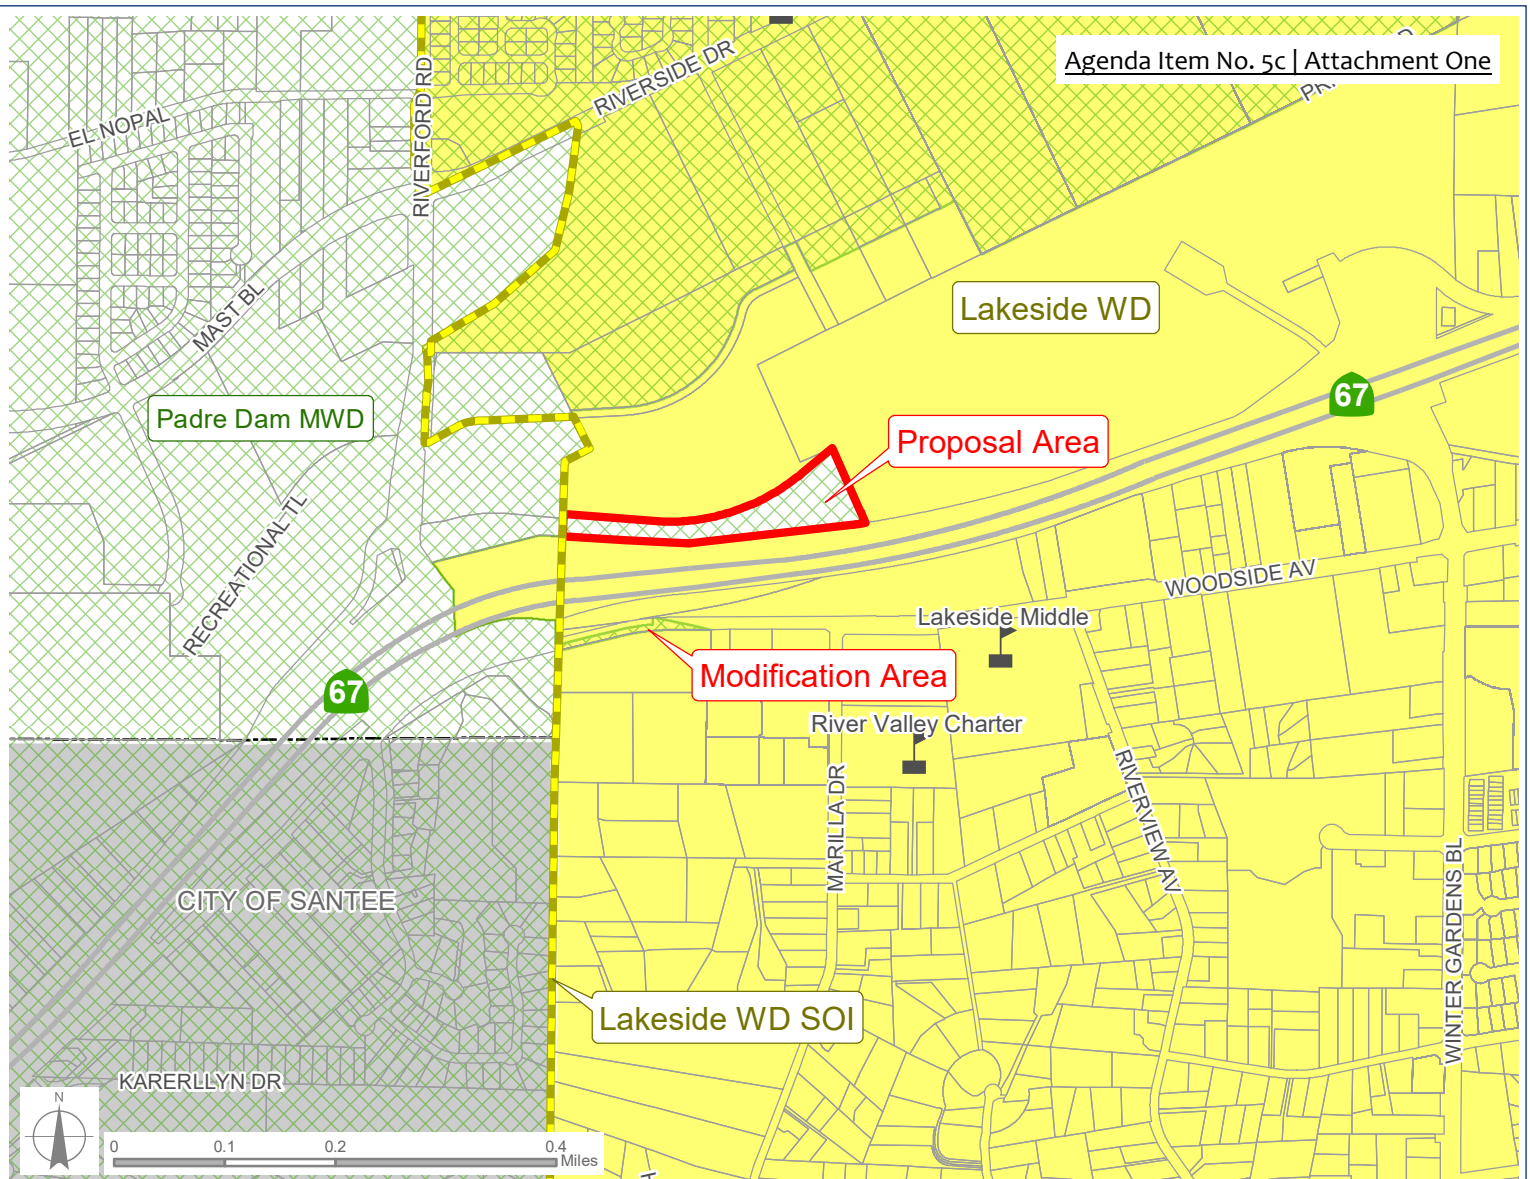 Agenda Item No. 5c | Attachment One
RIVERSIDE DR
RIVERFORD RD
EL NOPAL
MAST BL
Lakeside WD
67
Padre Dam MWD
Proposal Area
RECREATIONAL TL
WOODSIDE AV
Lakeside Middle
Modification Area
67
River Valley Charter
MARILLA DR
RIVERVIEW AV
CITY OF SANTEE
WINTER GARDENS BL
Lakeside WD SOI
KARERLLYN DR
N
0 0.1 0.2 0.4
Miles